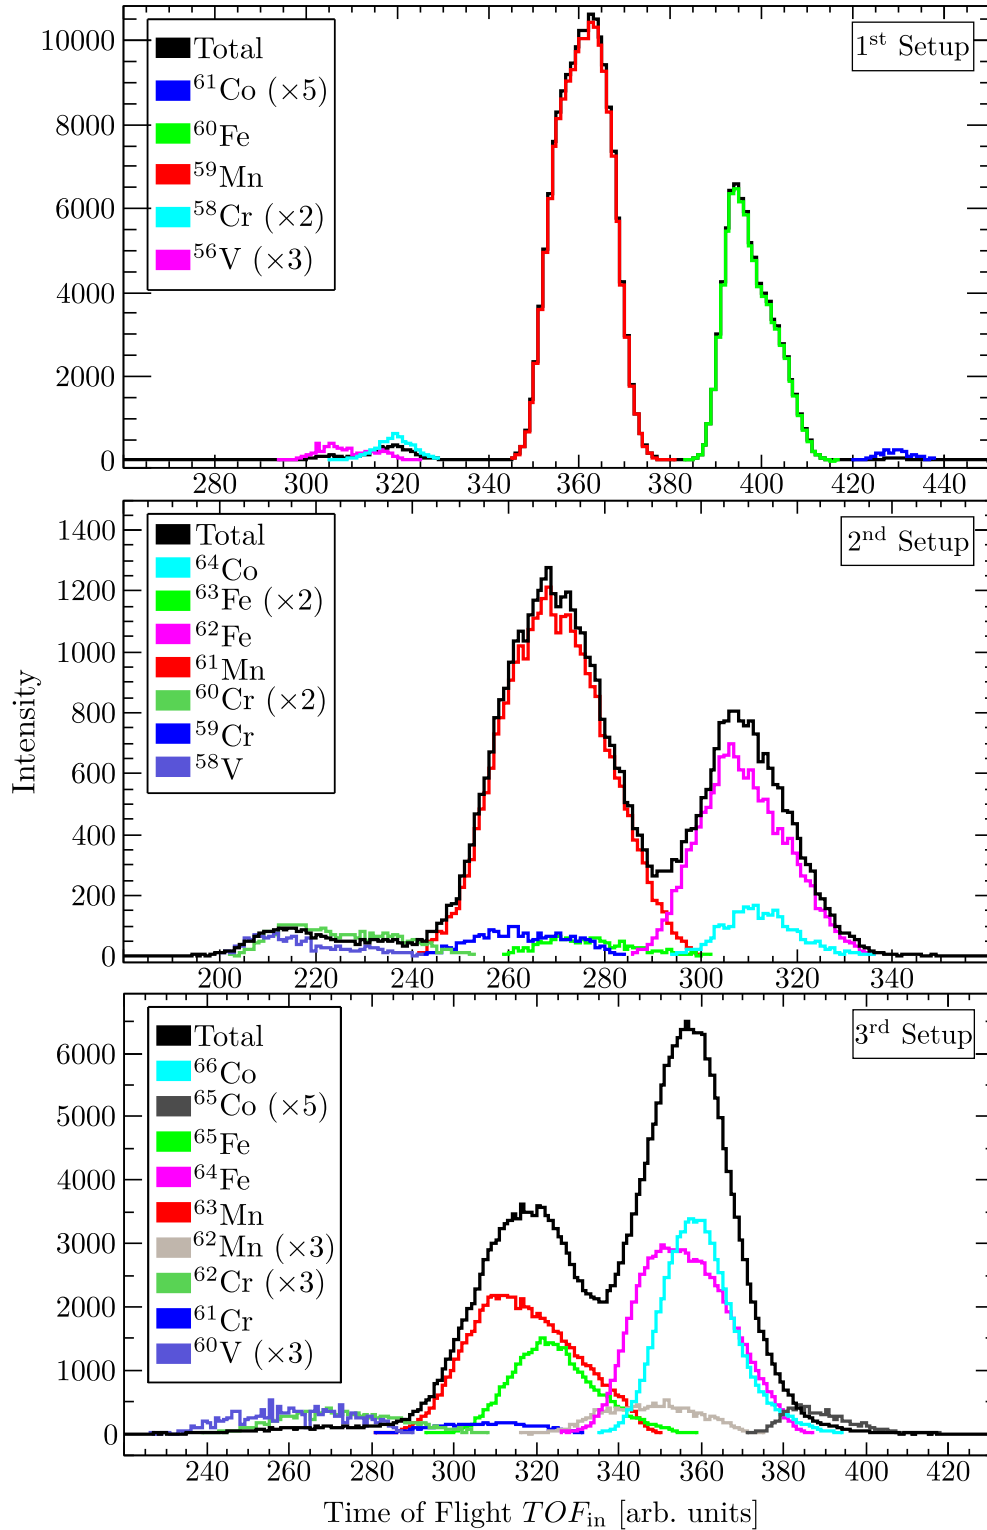 10000
8000
6000
4000
2000
0
Total
⁶¹Co (×5)
⁶⁰Fe
⁵⁹Mn
⁵⁸Cr (×2)
⁵⁶V (×3)
1ˢᵗ Setup
280 300 320 340 360 380 400 420 440
1400
1200
1000
800
600
400
200
0
Total
⁶⁴Co
⁶³Fe (×2)
⁶²Fe
⁶¹Mn
⁶⁰Cr (×2)
⁵⁹Cr
⁵⁸V
2ⁿᵈ Setup
Intensity
200 220 240 260 280 300 320 340
6000
5000
4000
3000
2000
1000
0
Total
⁶⁶Co
⁶⁵Co (×5)
⁶⁵Fe
⁶⁴Fe
⁶³Mn
⁶²Mn (×3)
⁶²Cr (×3)
⁶¹Cr
⁶⁰V (×3)
3ʳᵈ Setup
240 260 280 300 320 340 360 380 400 420
Time of Flight TOFᵢₙ [arb. units]